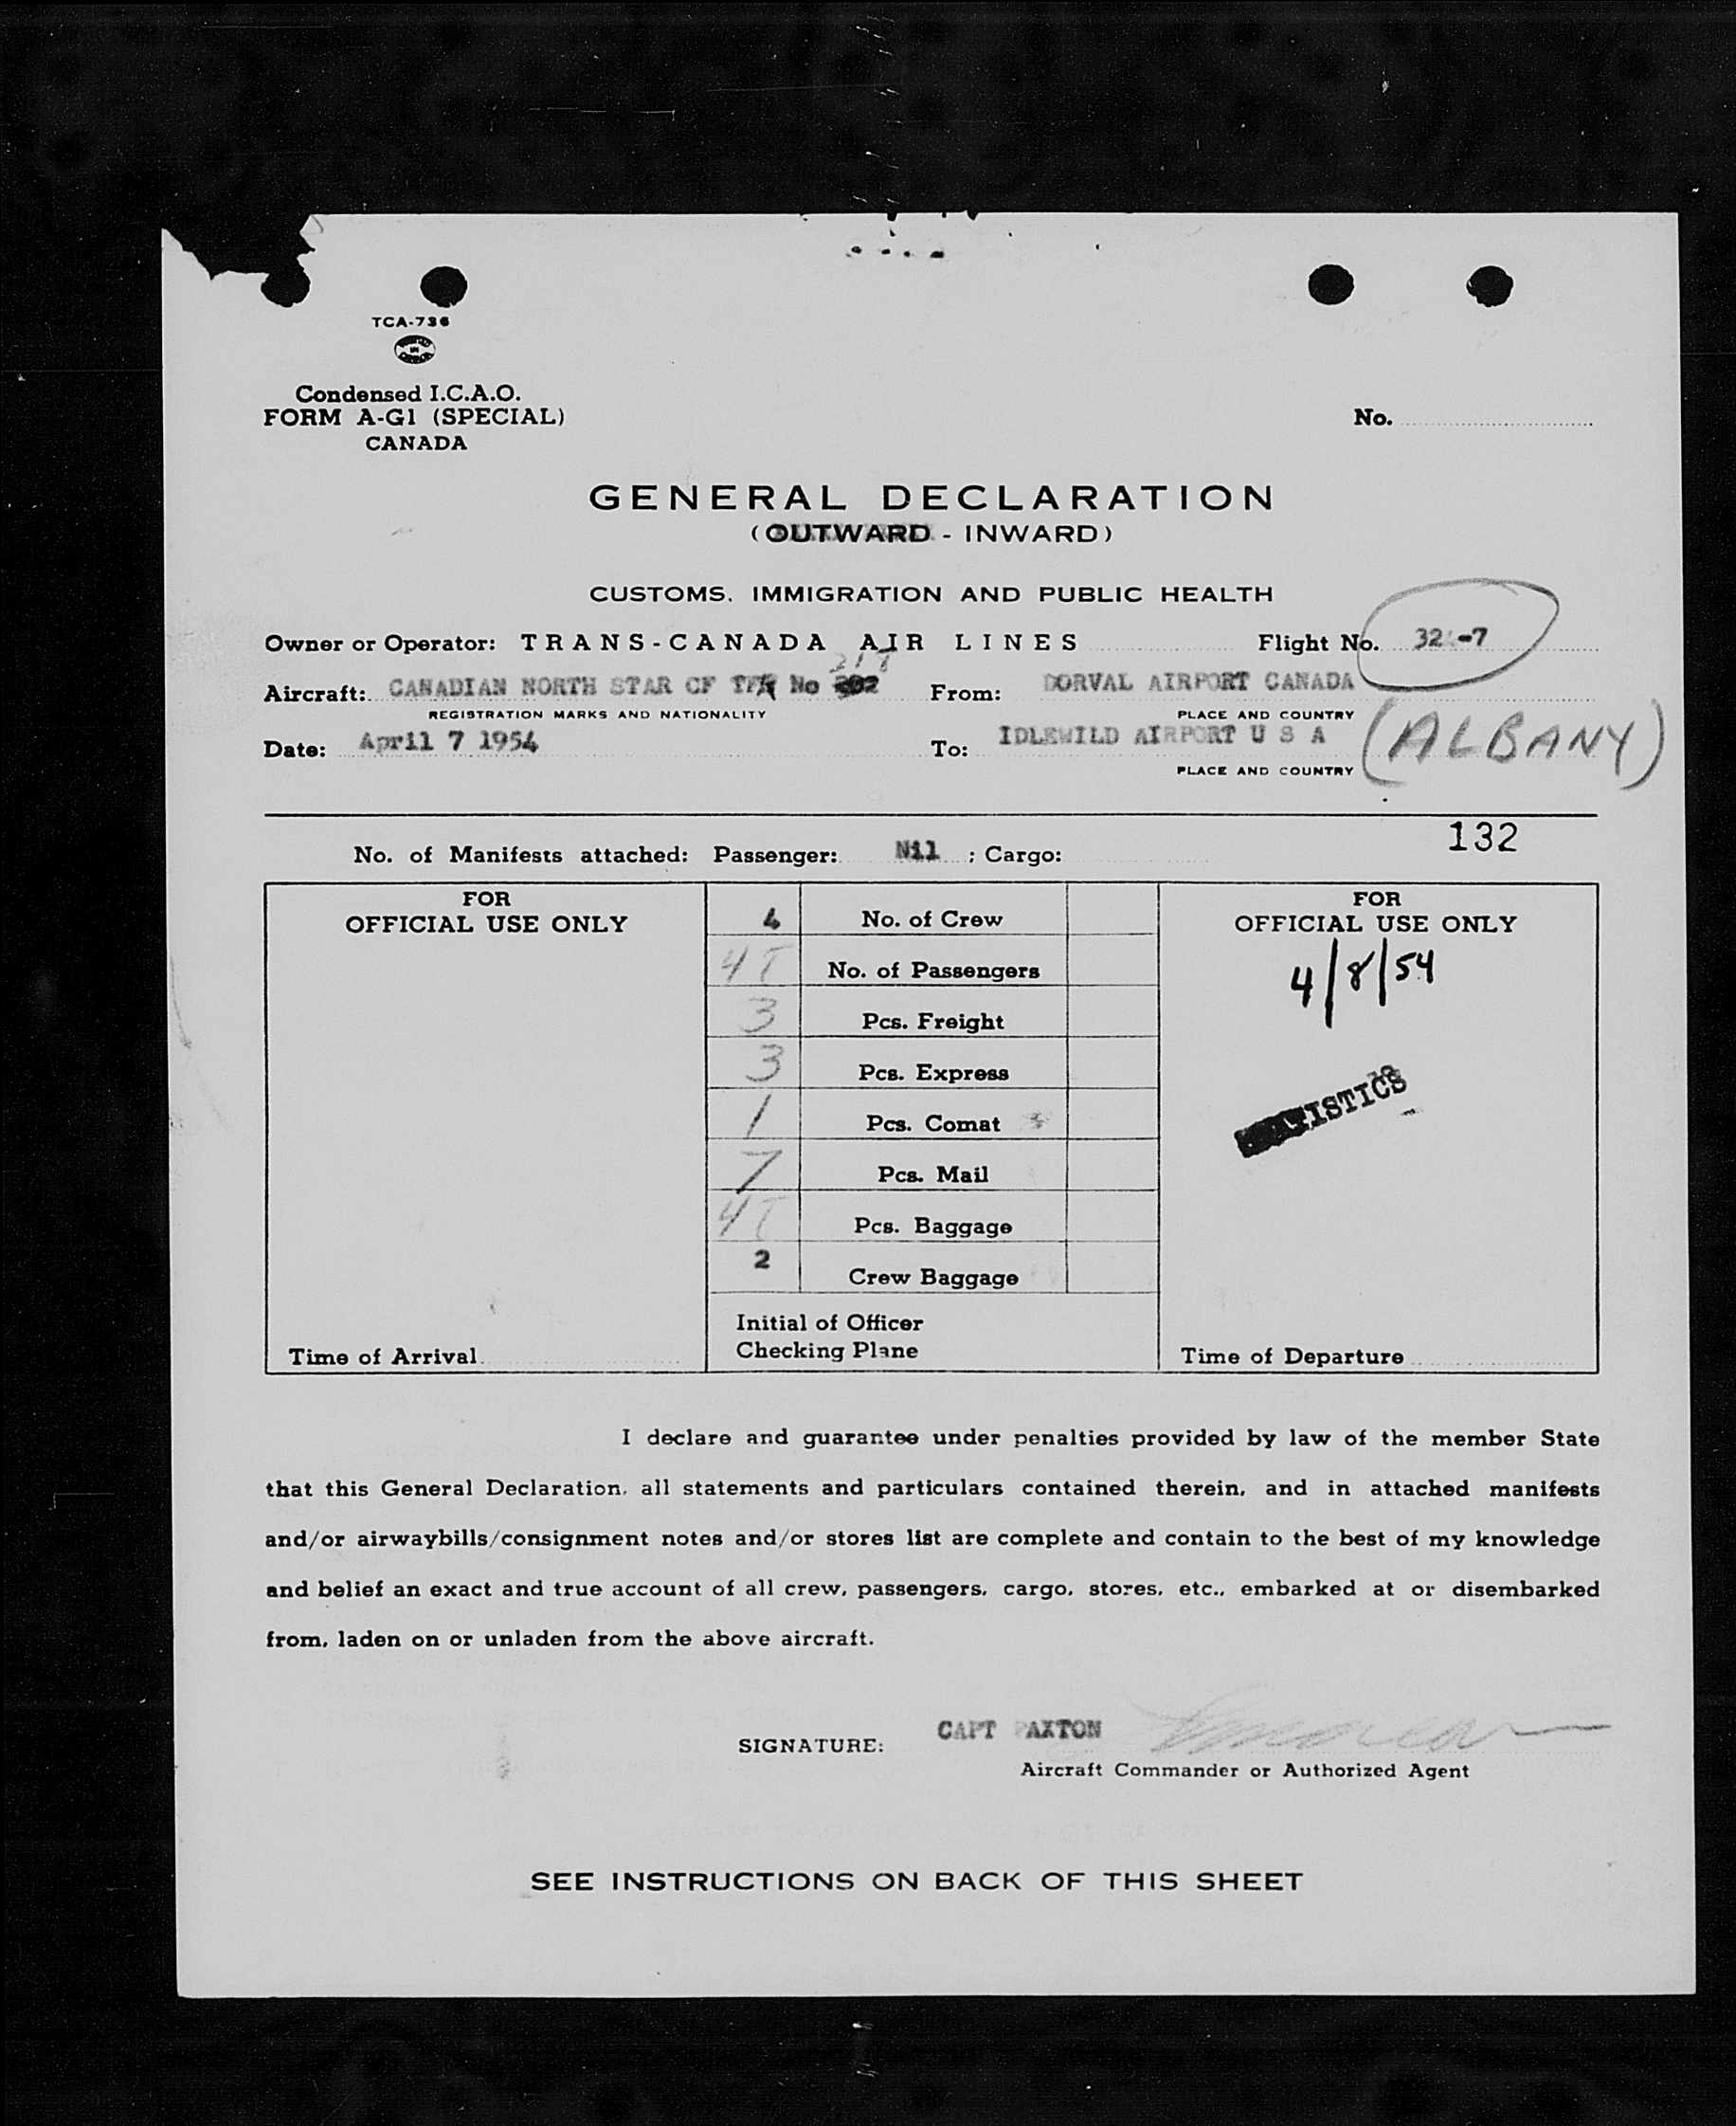 TCA-736
Condensed I.C.A.O.
FORM A-G1 (SPECIAL)
CANADA
No.
GENERAL DECLARATION
(OUTWARD - INWARD)
CUSTOMS, IMMIGRATION AND PUBLIC HEALTH
Owner or Operator: TRANS-CANADA AIR LINES Flight No. 32 -7
Aircraft: CANADIAN NORTH STAR CF No From: DORVAL AIRPORT CANADA
REGISTRATION MARKS AND NATIONALITY PLACE AND COUNTRY
Date: April 7 1954 To: IDLEWILD AIRPORT U S A (ALBANY)
PLACE AND COUNTRY
132
No. of Manifests attached: Passenger: Nil ; Cargo:
FOR
OFFICIAL USE ONLY
Time of Arrival
4 No. of Crew
No. of Passengers
3 Pcs. Freight
3 Pcs. Express
1 Pcs. Comat
7 Pcs. Mail
Pcs. Baggage
2 Crew Baggage
Initial of Officer
Checking Plane
FOR
OFFICIAL USE ONLY
4/8/54
Time of Departure
I declare and guarantee under penalties provided by law of the member State
that this General Declaration, all statements and particulars contained therein, and in attached manifests
and/or airwaybills/consignment notes and/or stores list are complete and contain to the best of my knowledge
and belief an exact and true account of all crew, passengers, cargo, stores, etc., embarked at or disembarked
from, laden on or unladen from the above aircraft.
SIGNATURE: CAPT PAXTON
Aircraft Commander or Authorized Agent
SEE INSTRUCTIONS ON BACK OF THIS SHEET